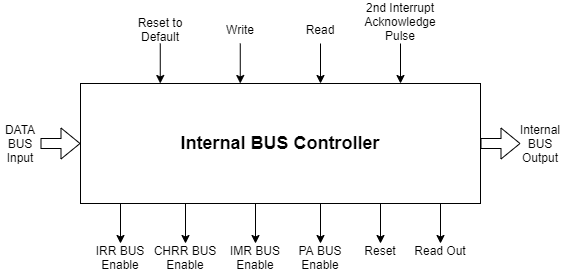 Reset to
Default
Write
Read
2nd Interrupt
Acknowledge
Pulse
DATA
BUS
Input
Internal BUS Controller
Internal
BUS
Output
IRR BUS
Enable
CHRR BUS
Enable
IMR BUS
Enable
PA BUS
Enable
Reset
Read Out